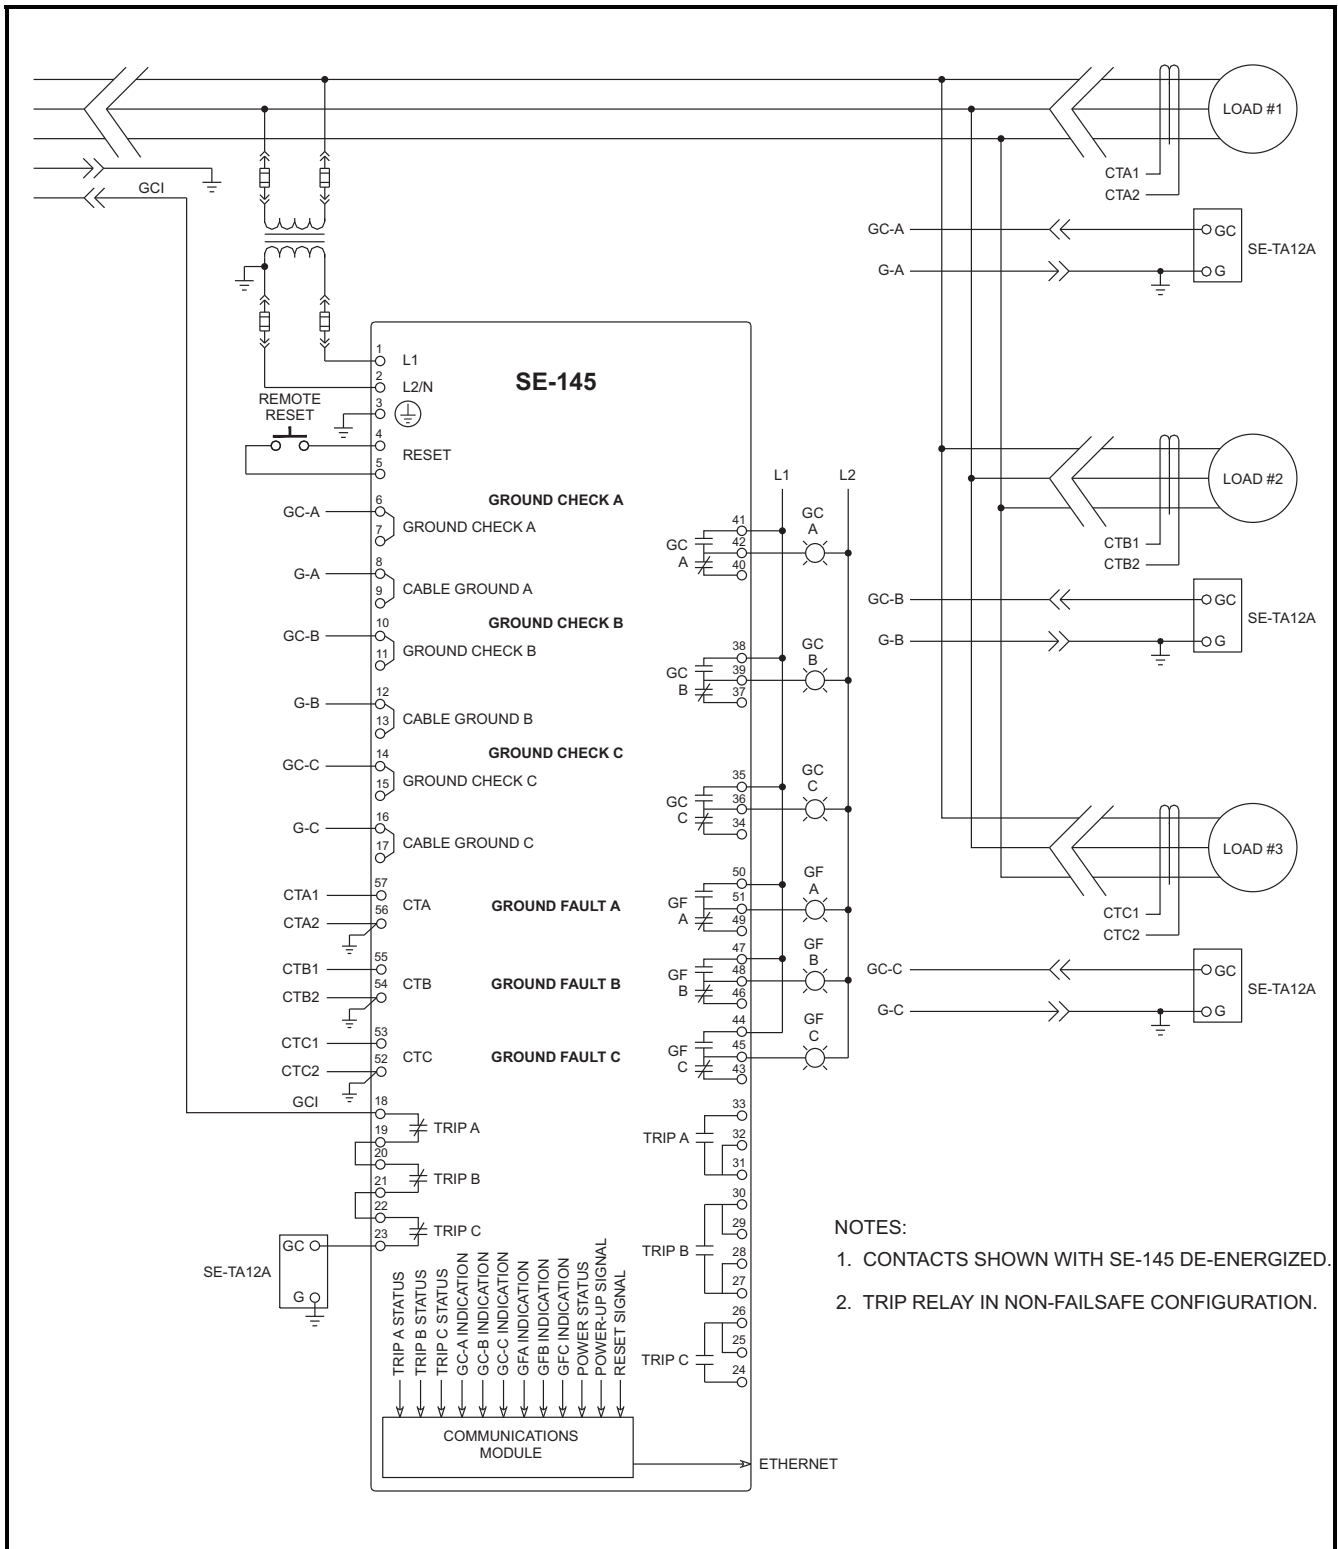 LOAD #1
CTA1
CTA2
GCI
GC-A
GC
SE-TA12A
G-A
G
1
L1
2
L2/N
3
SE-145
REMOTE
RESET
4
RESET
5
GC-A
6
7
GROUND CHECK A
GROUND CHECK A
G-A
8
9
CABLE GROUND A
GC-B
10
11
GROUND CHECK B
GROUND CHECK B
G-B
12
13
CABLE GROUND B
GC-C
14
15
GROUND CHECK C
GROUND CHECK C
G-C
16
17
CABLE GROUND C
CTA1
57
CTA
CTA2
56
GROUND FAULT A
CTB1
55
CTB
CTB2
54
GROUND FAULT B
CTC1
53
CTC
CTC2
52
GROUND FAULT C
GCI
18
19
TRIP A
20
21
TRIP B
22
23
TRIP C
SE-TA12A
GC
G
L1
L2
GC
A
41
42
40
GC
A
GC
B
38
39
37
GC
B
GC
C
35
36
34
GC
C
GF
A
50
51
49
GF
A
GF
B
47
48
46
GF
B
GF
C
44
45
43
GF
C
TRIP A
33
32
31
TRIP B
30
29
28
27
TRIP C
26
25
24
LOAD #2
CTB1
CTB2
GC-B
GC
SE-TA12A
G-B
G
LOAD #3
CTC1
CTC2
GC-C
GC
SE-TA12A
G-C
G
TRIP A STATUS
TRIP B STATUS
TRIP C STATUS
GC-A INDICATION
GC-B INDICATION
GC-C INDICATION
GFA INDICATION
GFB INDICATION
GFC INDICATION
POWER STATUS
POWER-UP SIGNAL
RESET SIGNAL
COMMUNICATIONS
MODULE
ETHERNET
NOTES:
1. CONTACTS SHOWN WITH SE-145 DE-ENERGIZED.
2. TRIP RELAY IN NON-FAILSAFE CONFIGURATION.